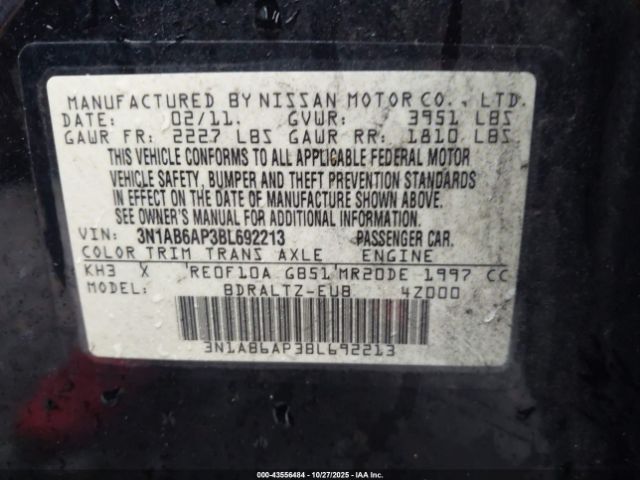 MANUFACTURED BY NISSAN MOTOR CO., LTD.
DATE: 02/11. GVWR: 3951 LBS
GAWR FR: 2227 LBS GAWR RR: 1810 LBS
THIS VEHICLE CONFORMS TO ALL APPLICABLE FEDERAL MOTOR
VEHICLE SAFETY, BUMPER AND THEFT PREVENTION STANDARDS
IN EFFECT ON THE DATE OF MANUFACTURE SHOWN ABOVE.
SEE OWNER'S MANUAL FOR ADDITIONAL INFORMATION.
VIN: 3N1AB6AP3BL692213 PASSENGER CAR.
COLOR TRIM TRANS AXLE ENGINE
KH3 X RE0F10A GB51 MR20DE 1997 CC
MODEL: BDRALTZ-EUB 4Z000
3N1AB6AP3BL692213
000-43556484 | 10/27/2025 | IAA Inc.